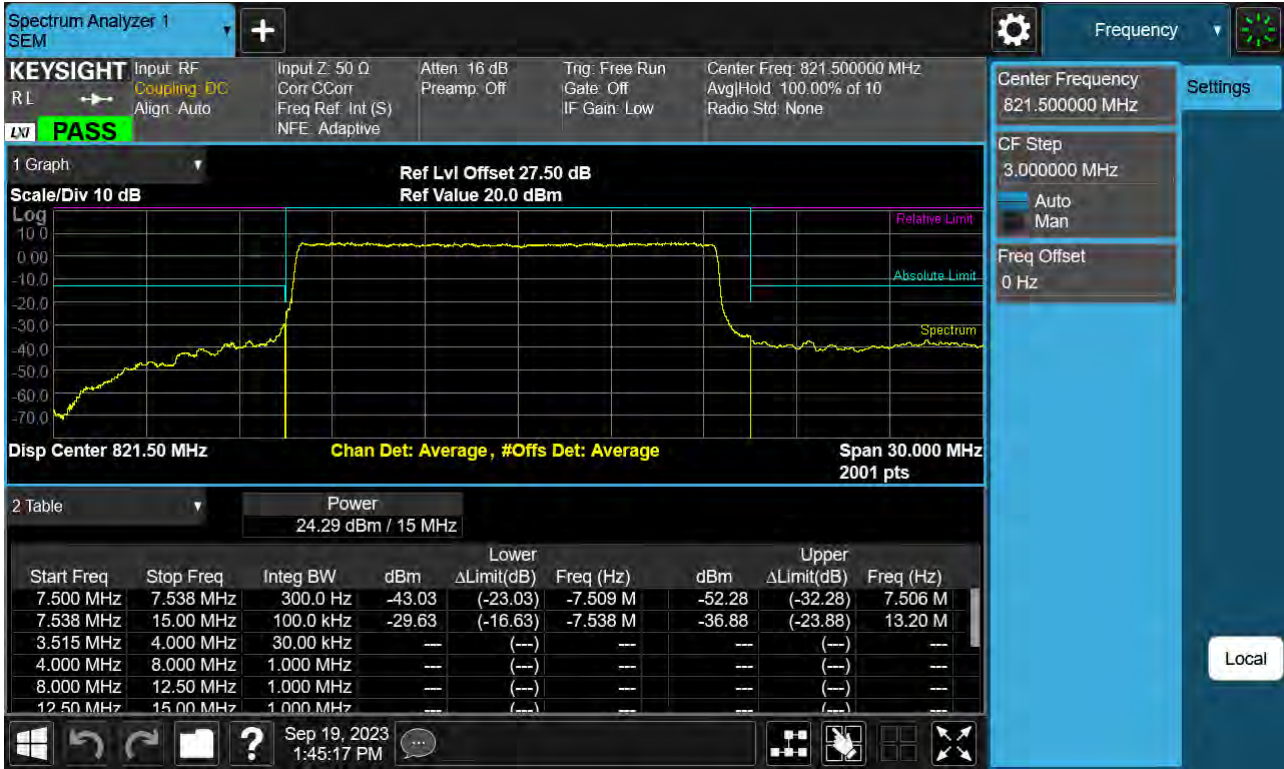 Spectrum Analyzer 1
SEM
Frequency
KEYSIGHT
Input: RF
Coupling: DC
Align: Auto
Input Z: 50 Ω
Corr CCorr
Freq Ref: Int (S)
NFE: Adaptive
Atten: 16 dB
Preamp: Off
Trig: Free Run
Gate: Off
IF Gain: Low
Center Freq: 821.500000 MHz
Avg|Hold: 100.00% of 10
Radio Std: None
R L
LXI
PASS
Center Frequency
821.500000 MHz
Settings
CF Step
3.000000 MHz
Auto
Man
Freq Offset
0 Hz
Local
1 Graph
Scale/Div 10 dB
Ref Lvl Offset 27.50 dB
Ref Value 20.0 dBm
Log
10.0
0.00
-10.0
-20.0
-30.0
-40.0
-50.0
-60.0
-70.0
Relative Limit
Absolute Limit
Spectrum
Disp Center 821.50 MHz
Chan Det: Average , #Offs Det: Average
Span 30.000 MHz
2001 pts
2 Table
Power
24.29 dBm / 15 MHz
Lower Upper
Start Freq Stop Freq Integ BW dBm ΔLimit(dB) Freq (Hz) dBm ΔLimit(dB) Freq (Hz)
7.500 MHz 7.538 MHz 300.0 Hz -43.03 (-23.03) -7.509 M -52.28 (-32.28) 7.506 M
7.538 MHz 15.00 MHz 100.0 kHz -29.63 (-16.63) -7.538 M -36.88 (-23.88) 13.20 M
3.515 MHz 4.000 MHz 30.00 kHz --- (---) --- --- (---) ---
4.000 MHz 8.000 MHz 1.000 MHz --- (---) --- --- (---) ---
8.000 MHz 12.50 MHz 1.000 MHz --- (---) --- --- (---) ---
12.50 MHz 15.00 MHz 1.000 MHz --- (---) --- --- (---) ---
?
Sep 19, 2023
1:45:17 PM